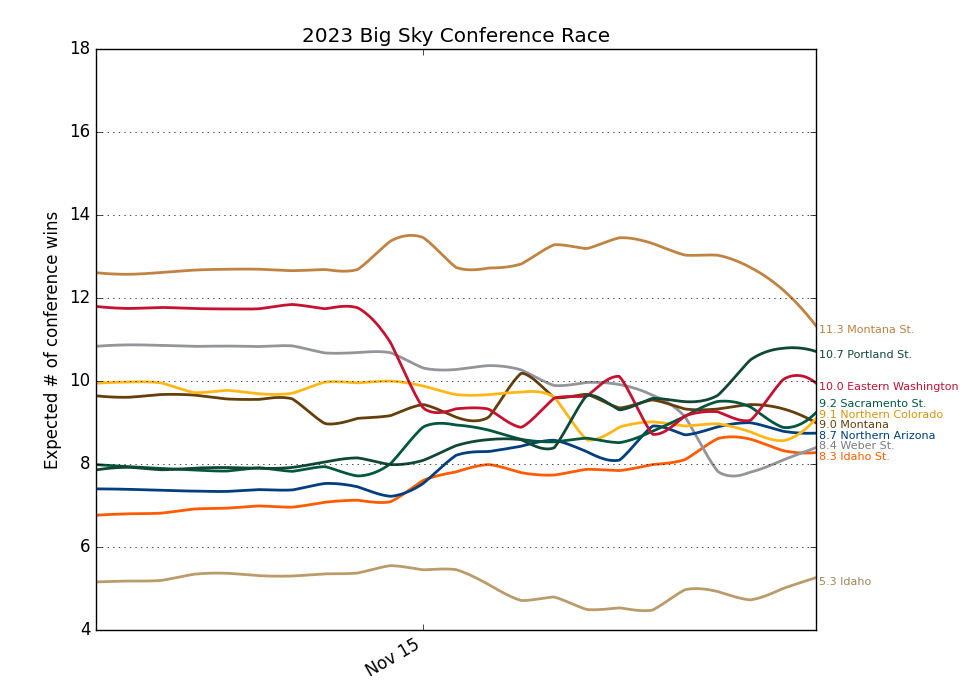 2023 Big Sky Conference Race
18
16
14
12
10
8
6
4
Expected # of conference wins
Nov 15
11.3 Montana St.
10.7 Portland St.
10.0 Eastern Washington
9.2 Sacramento St.
9.1 Northern Colorado
9.0 Montana
8.7 Northern Arizona
8.4 Weber St.
8.3 Idaho St.
5.3 Idaho